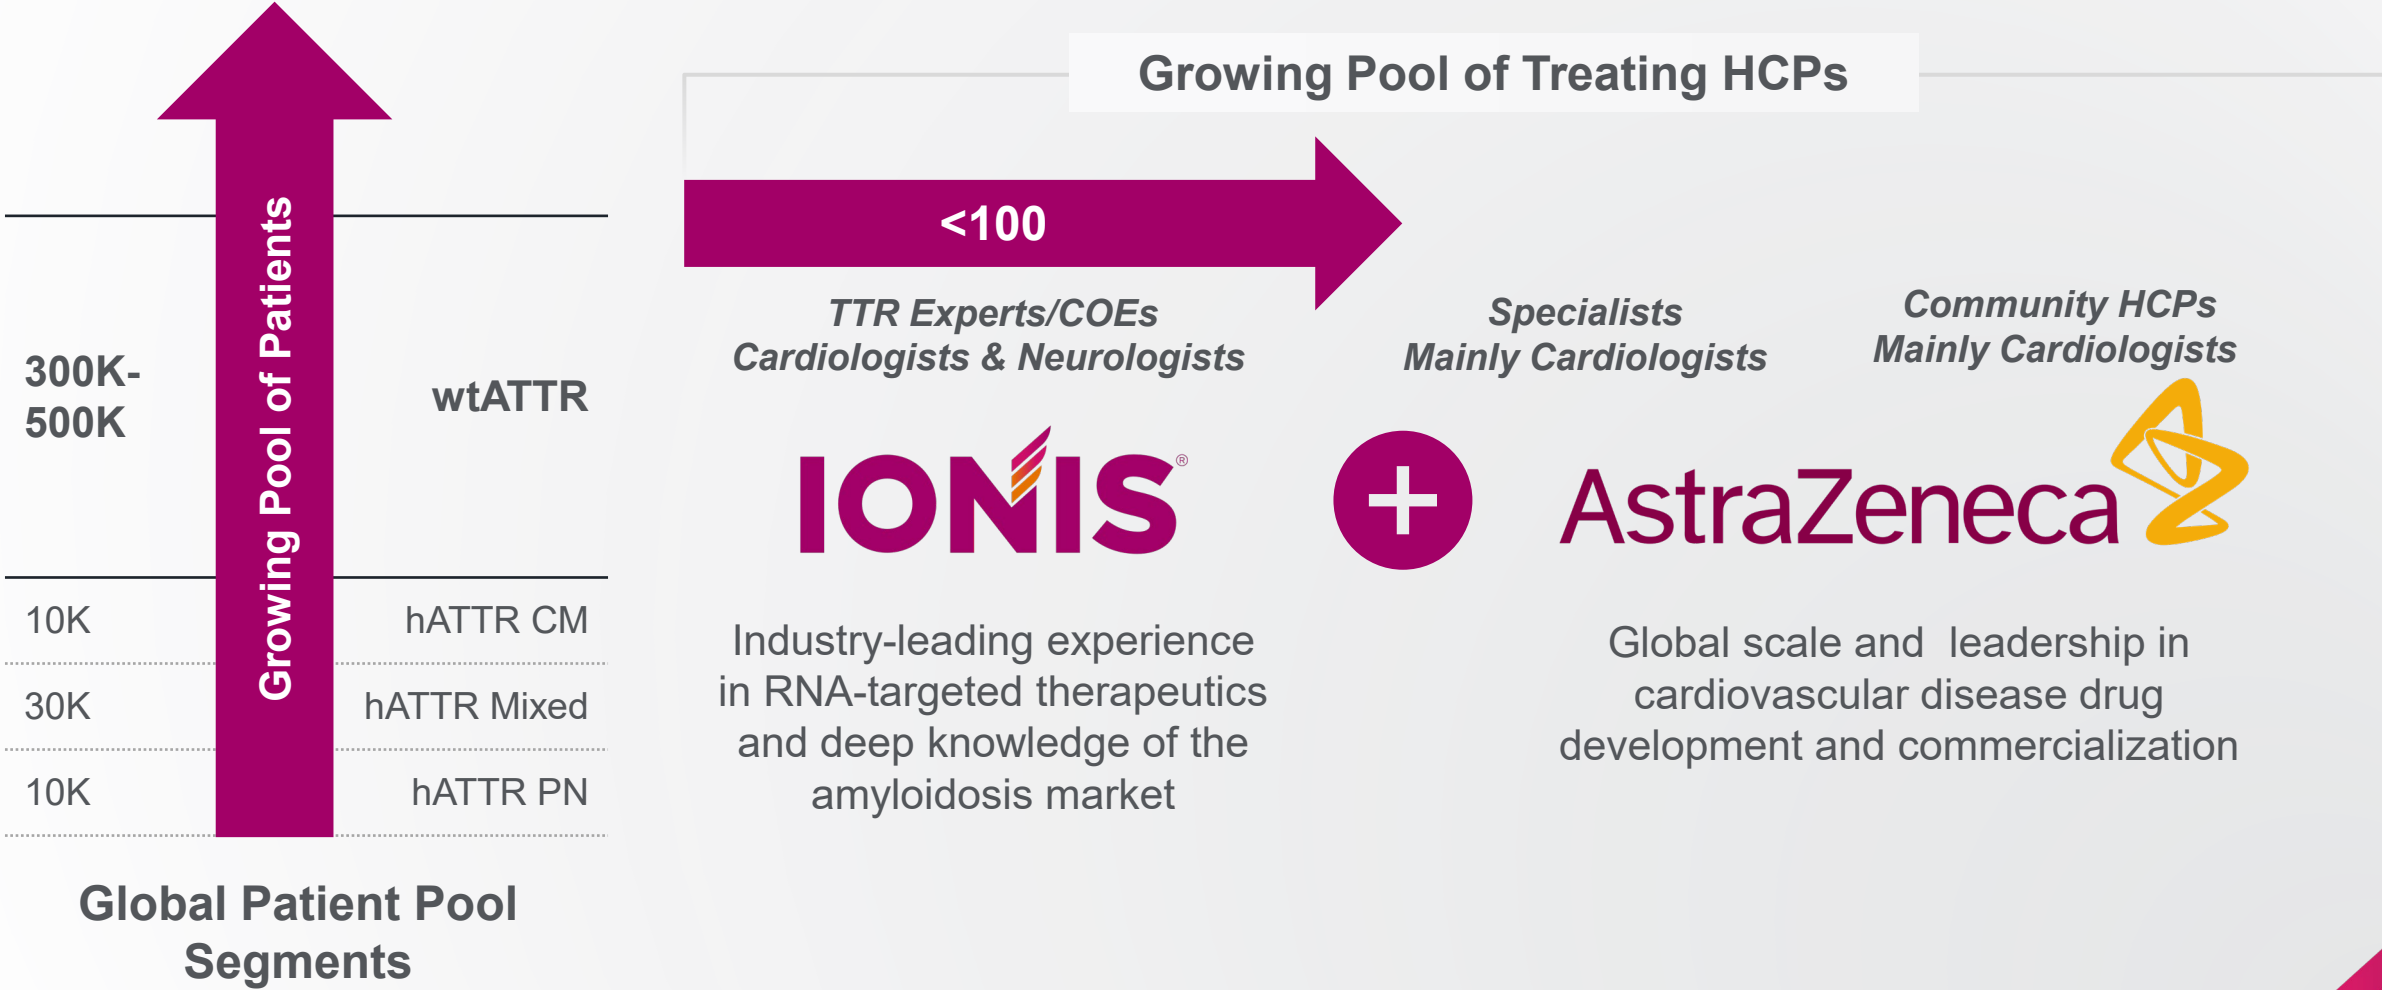 Growing Pool of Patients
300K-
500K
wtATTR
10K
hATTR CM
30K
hATTR Mixed
10K
hATTR PN
Global Patient Pool
Segments
Growing Pool of Treating HCPs
<100
TTR Experts/COEs
Cardiologists & Neurologists
Specialists
Mainly Cardiologists
Community HCPs
Mainly Cardiologists
IONIS®
+
AstraZeneca
Industry-leading experience
in RNA-targeted therapeutics
and deep knowledge of the
amyloidosis market
Global scale and leadership in
cardiovascular disease drug
development and commercialization